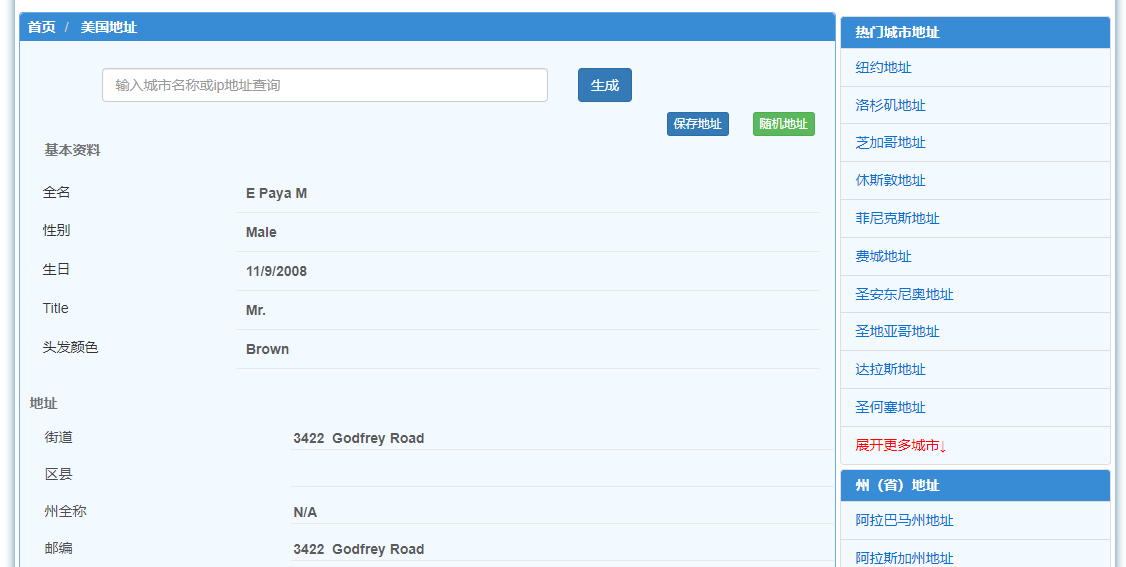 首页 / 美国地址
输入城市名称或ip地址查询
生成
保存地址
随机地址
基本资料
全名 E Paya M
性别 Male
生日 11/9/2008
Title Mr.
头发颜色 Brown
地址
街道 3422 Godfrey Road
区县
州全称 N/A
邮编 3422 Godfrey Road
热门城市地址
纽约地址
洛杉矶地址
芝加哥地址
休斯敦地址
菲尼克斯地址
费城地址
圣安东尼奥地址
圣地亚哥地址
达拉斯地址
圣何塞地址
展开更多城市↓
州（省）地址
阿拉巴马州地址
阿拉斯加州地址